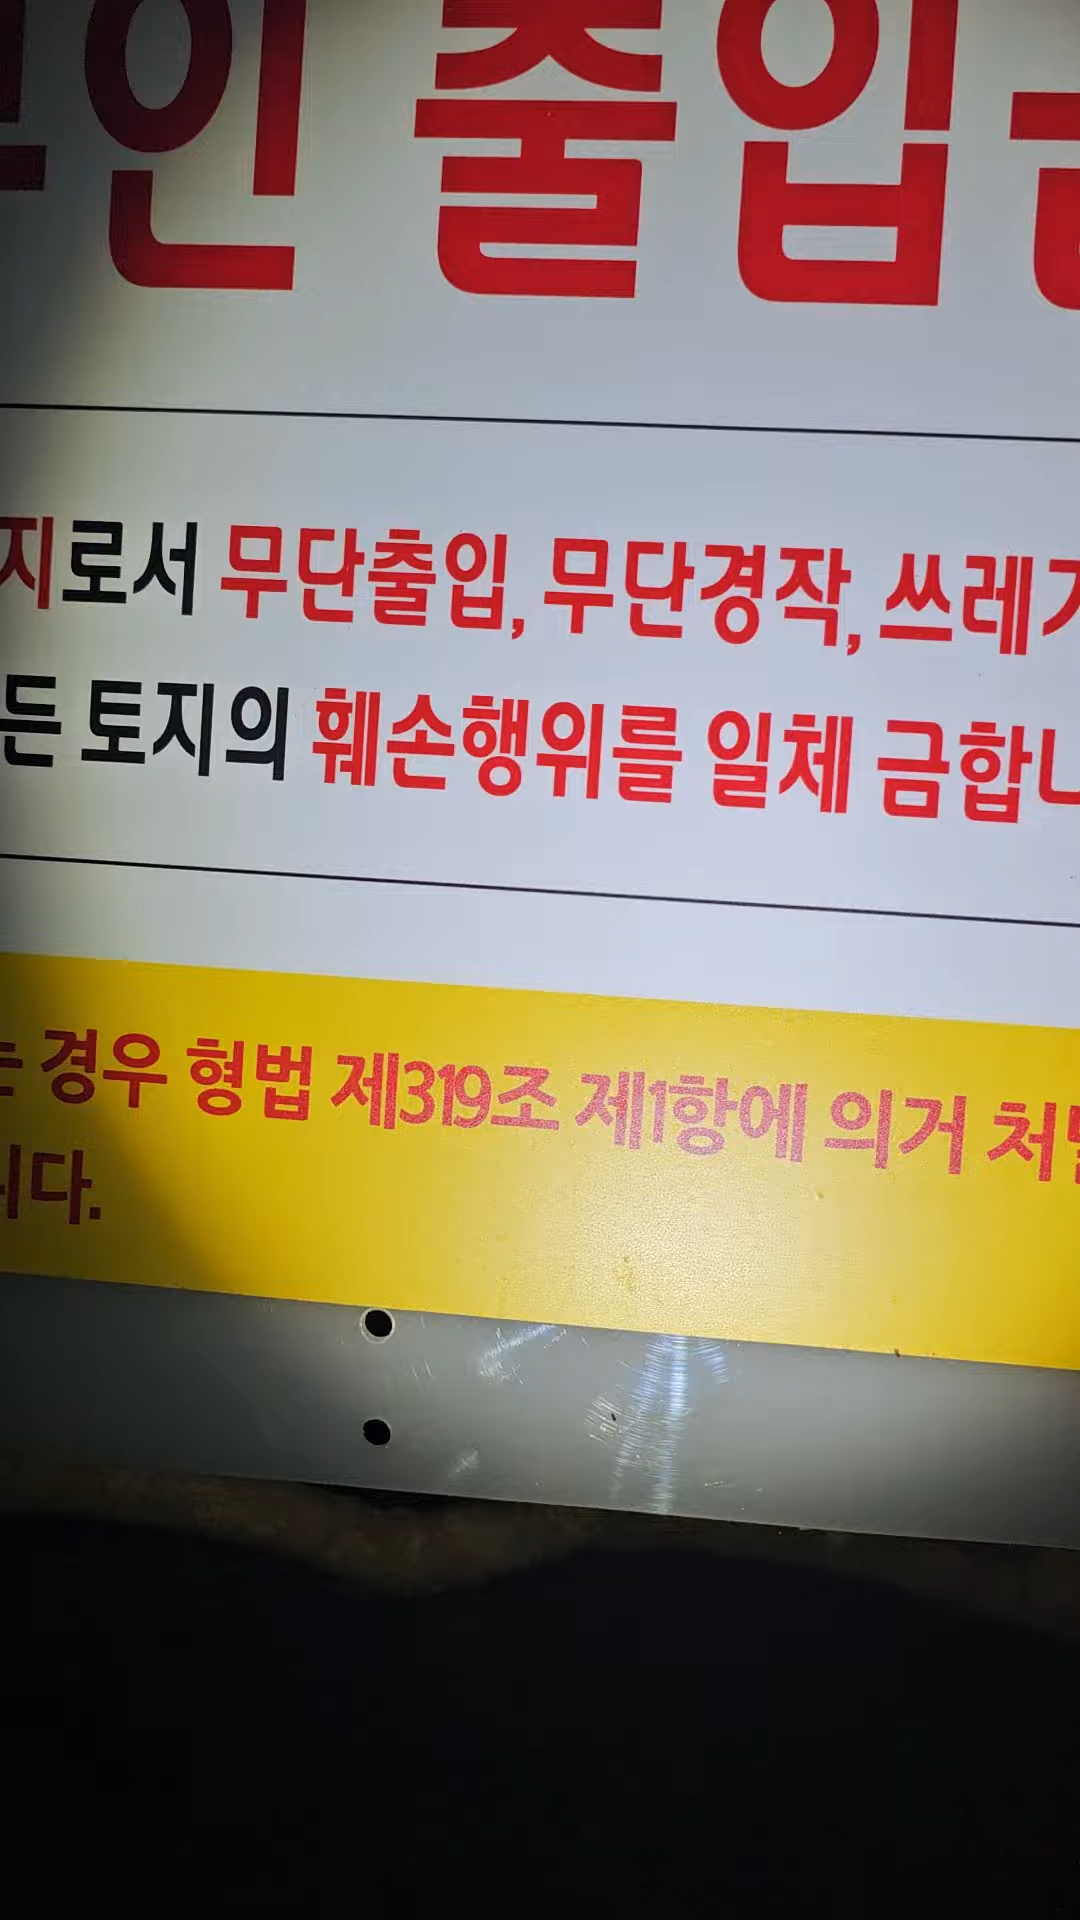 인 출입
지로서 무단출입, 무단경작, 쓰레
든 토지의 훼손행위를 일체 금합니
는 경우 형법 제319조 제1항에 의거 처
니다.